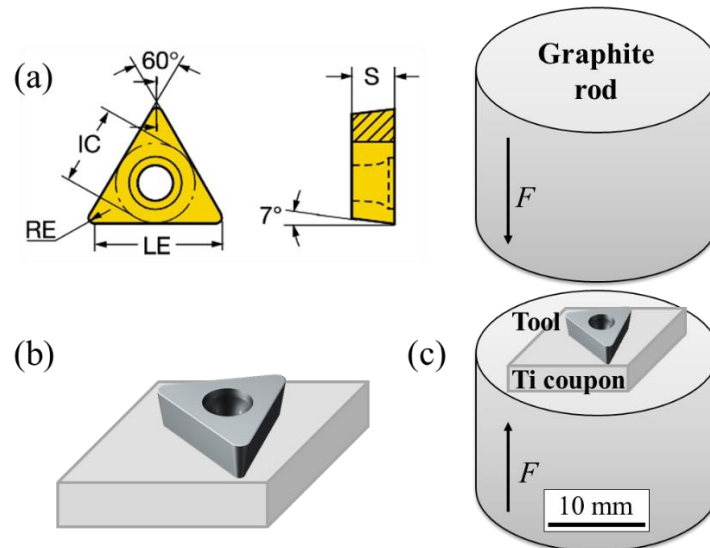 (a)
60°
IC
RE
LE
S
7°
Graphite
rod
F
(b)
(c)
Tool
Ti coupon
F
10 mm